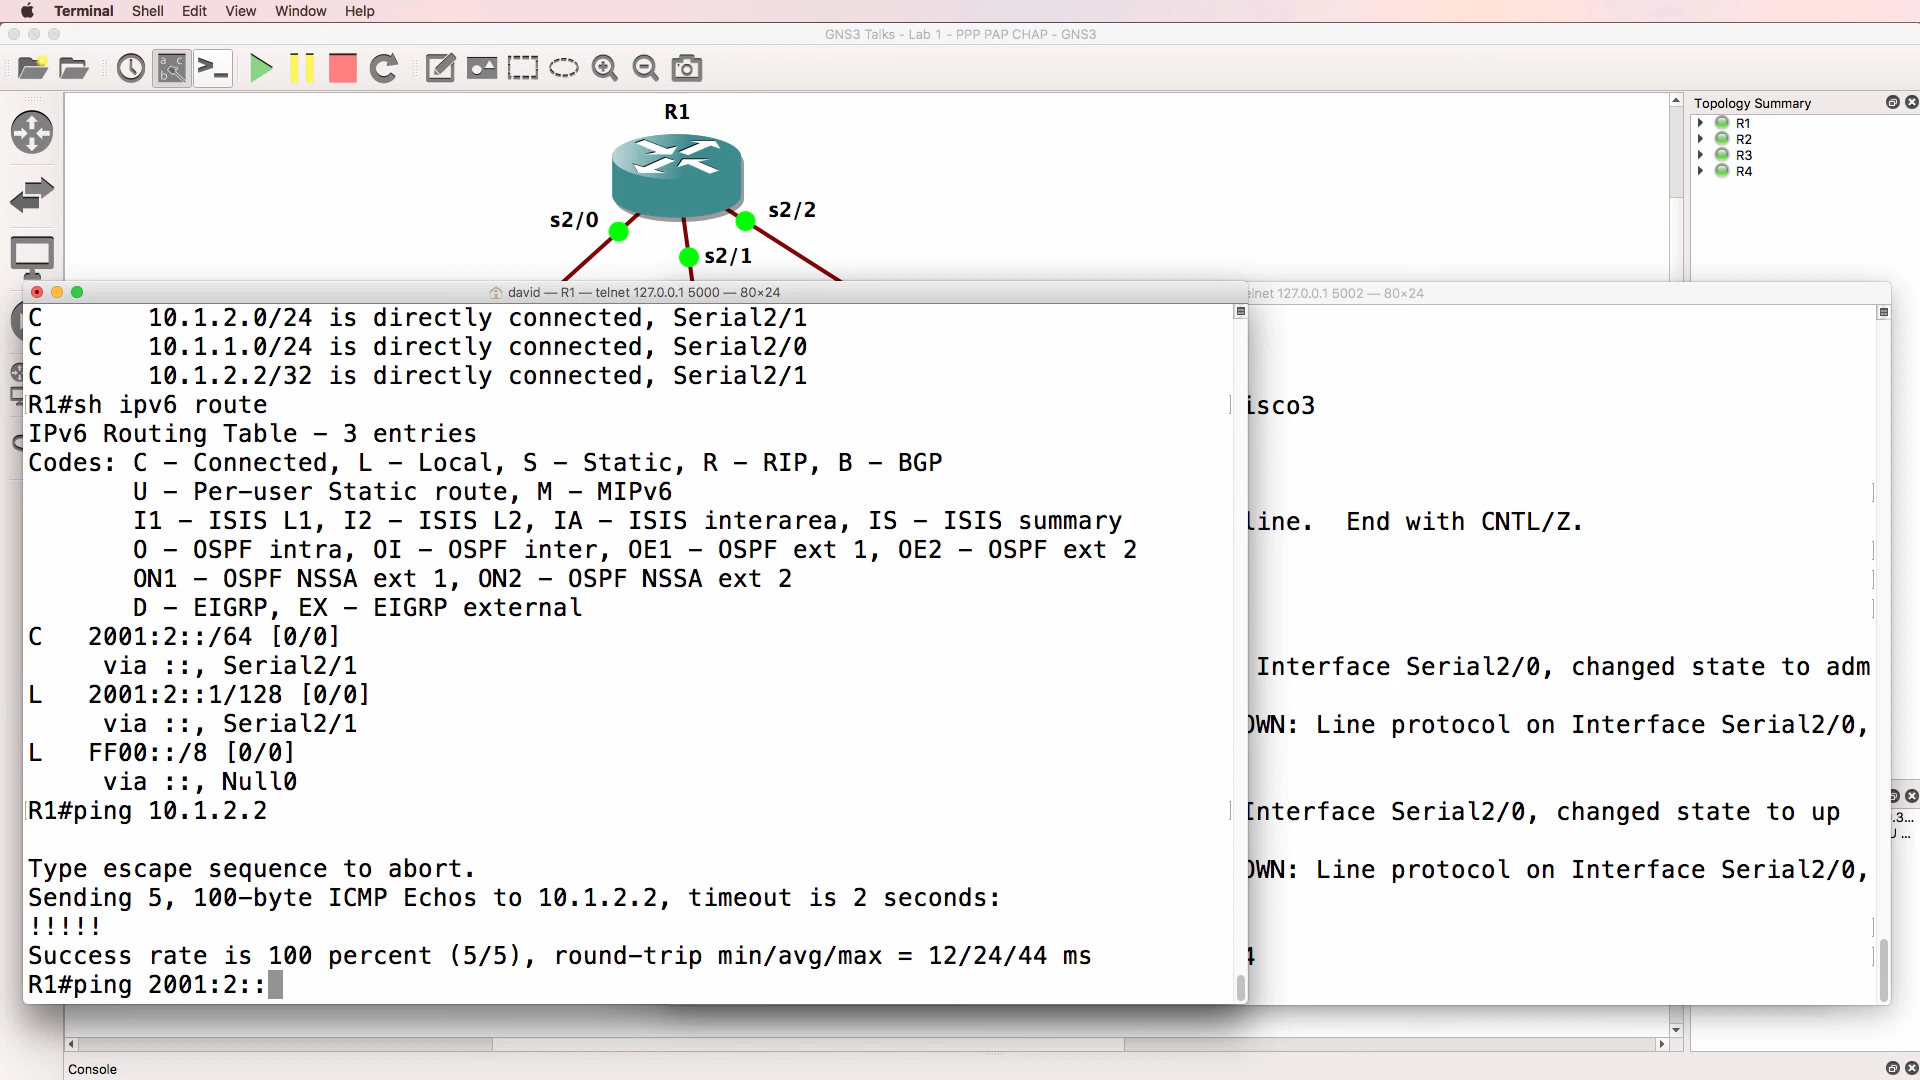 Terminal Shell Edit View Window Help
GNS3 Talks - Lab 1 - PPP PAP CHAP - GNS3
R1
s2/0
s2/2
s2/1
Topology Summary
R1
R2
R3
R4
david — R1 — telnet 127.0.0.1 5000 — 80×24
C 10.1.2.0/24 is directly connected, Serial2/1
C 10.1.1.0/24 is directly connected, Serial2/0
C 10.1.2.2/32 is directly connected, Serial2/1
R1#sh ipv6 route
IPv6 Routing Table - 3 entries
Codes: C - Connected, L - Local, S - Static, R - RIP, B - BGP
U - Per-user Static route, M - MIPv6
I1 - ISIS L1, I2 - ISIS L2, IA - ISIS interarea, IS - ISIS summary
O - OSPF intra, OI - OSPF inter, OE1 - OSPF ext 1, OE2 - OSPF ext 2
ON1 - OSPF NSSA ext 1, ON2 - OSPF NSSA ext 2
D - EIGRP, EX - EIGRP external
C 2001:2::/64 [0/0]
via ::, Serial2/1
L 2001:2::1/128 [0/0]
via ::, Serial2/1
L FF00::/8 [0/0]
via ::, Null0
R1#ping 10.1.2.2
Type escape sequence to abort.
Sending 5, 100-byte ICMP Echos to 10.1.2.2, timeout is 2 seconds:
!!!!!
Success rate is 100 percent (5/5), round-trip min/avg/max = 12/24/44 ms
R1#ping 2001:2::
elnet 127.0.0.1 5002 — 80×24
isco3
line. End with CNTL/Z.
Interface Serial2/0, changed state to adm
OWN: Line protocol on Interface Serial2/0,
Interface Serial2/0, changed state to up
OWN: Line protocol on Interface Serial2/0,
4
.3...
U ...
Console